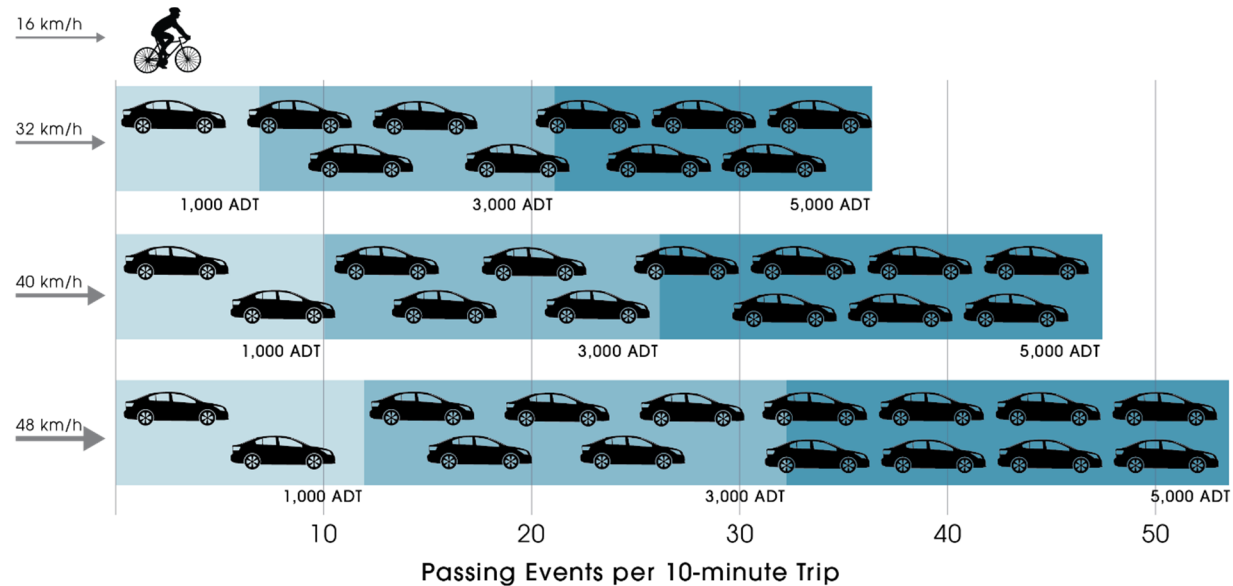 16 km/h
32 km/h
1,000 ADT 3,000 ADT 5,000 ADT
40 km/h
1,000 ADT 3,000 ADT 5,000 ADT
48 km/h
1,000 ADT 3,000 ADT 5,000 ADT
10 20 30 40 50
Passing Events per 10-minute Trip